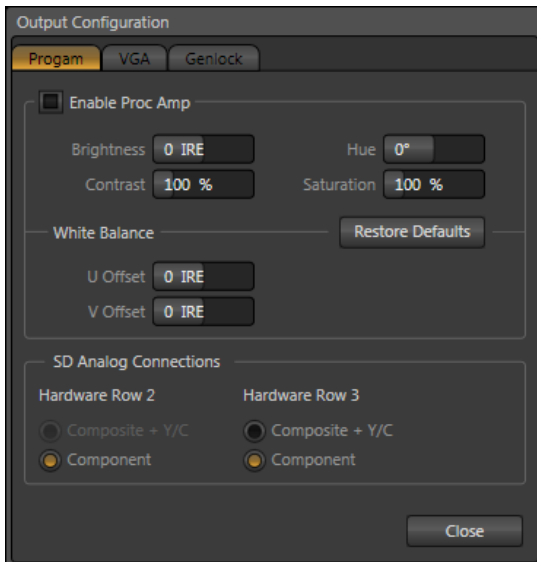 Output Configuration
Progam VGA Genlock
Enable Proc Amp
Brightness 0 IRE Hue 0°
Contrast 100 % Saturation 100 %
White Balance Restore Defaults
U Offset 0 IRE
V Offset 0 IRE
SD Analog Connections
Hardware Row 2 Hardware Row 3
Composite + Y/C Composite + Y/C
Component Component
Close